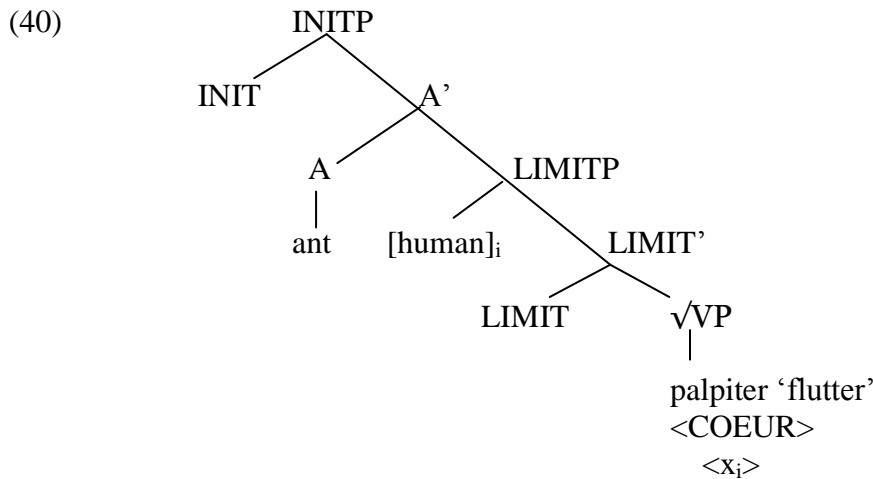 (40) INITP
INIT A’
A LIMITP
ant [human]i LIMIT’
LIMIT √VP
palpiter ‘flutter’
<COEUR>
<xi>